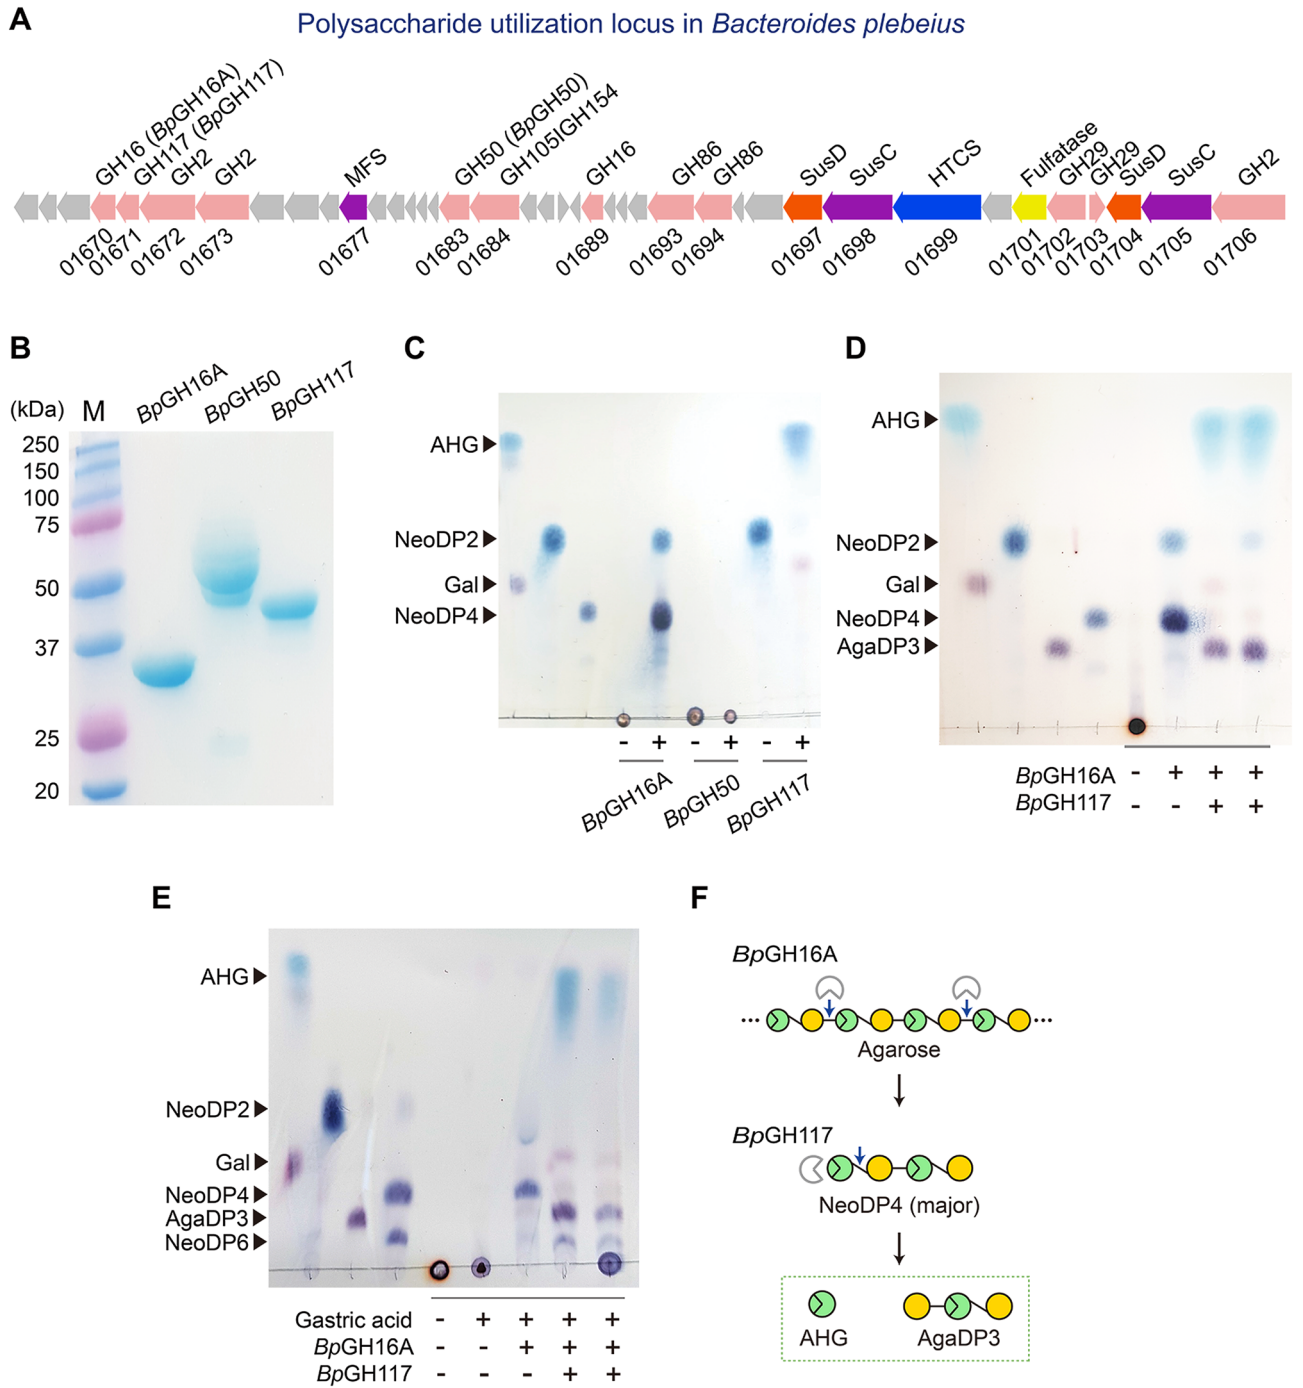 A
Polysaccharide utilization locus in Bacteroides plebeius
GH16 (BpGH16A)
GH117 (BpGH117)
GH2
GH2
MFS
GH50 (BpGH50)
GH105|GH154
GH16
GH86
GH86
SusD
SusC
HTCS
Fulfatase
GH29
GH29
SusD
SusC
GH2
01670
01671
01672
01673
01677
01683
01684
01689
01693
01694
01697
01698
01699
01701
01702
01703
01704
01705
01706
B
(kDa)
M
BpGH16A
BpGH50
BpGH117
250
150
100
75
50
37
25
20
C
AHG
NeoDP2
Gal
NeoDP4
- + - + - +
BpGH16A
BpGH50
BpGH117
D
AHG
NeoDP2
Gal
NeoDP4
AgaDP3
BpGH16A - + + +
BpGH117 - - + +
E
AHG
NeoDP2
Gal
NeoDP4
AgaDP3
NeoDP6
Gastric acid - + + + +
BpGH16A - - + + +
BpGH117 - - - + +
F
BpGH16A
... ...
Agarose
BpGH117
NeoDP4 (major)
AHG
AgaDP3